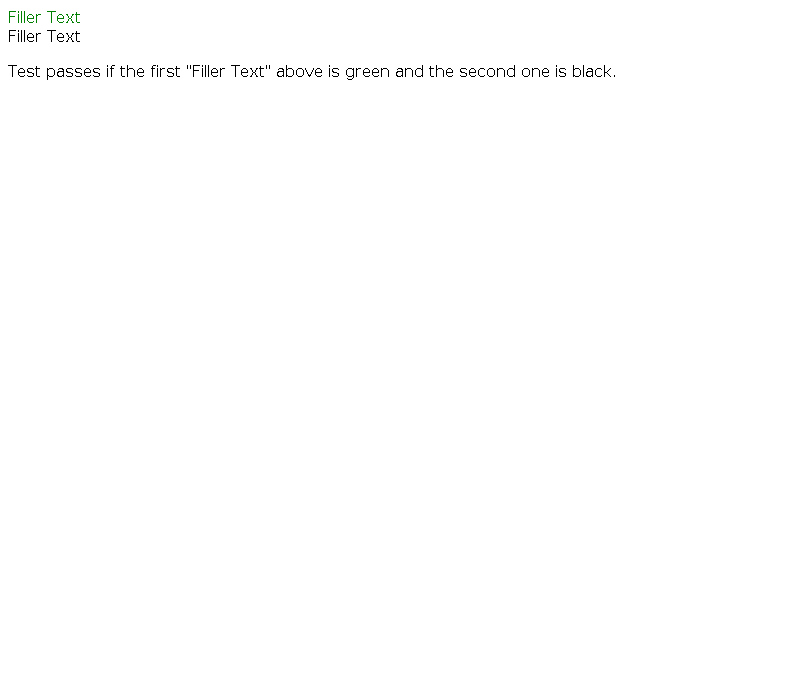 Filler Text
Filler Text
Test passes if the first "Filler Text" above is green and the second one is black.